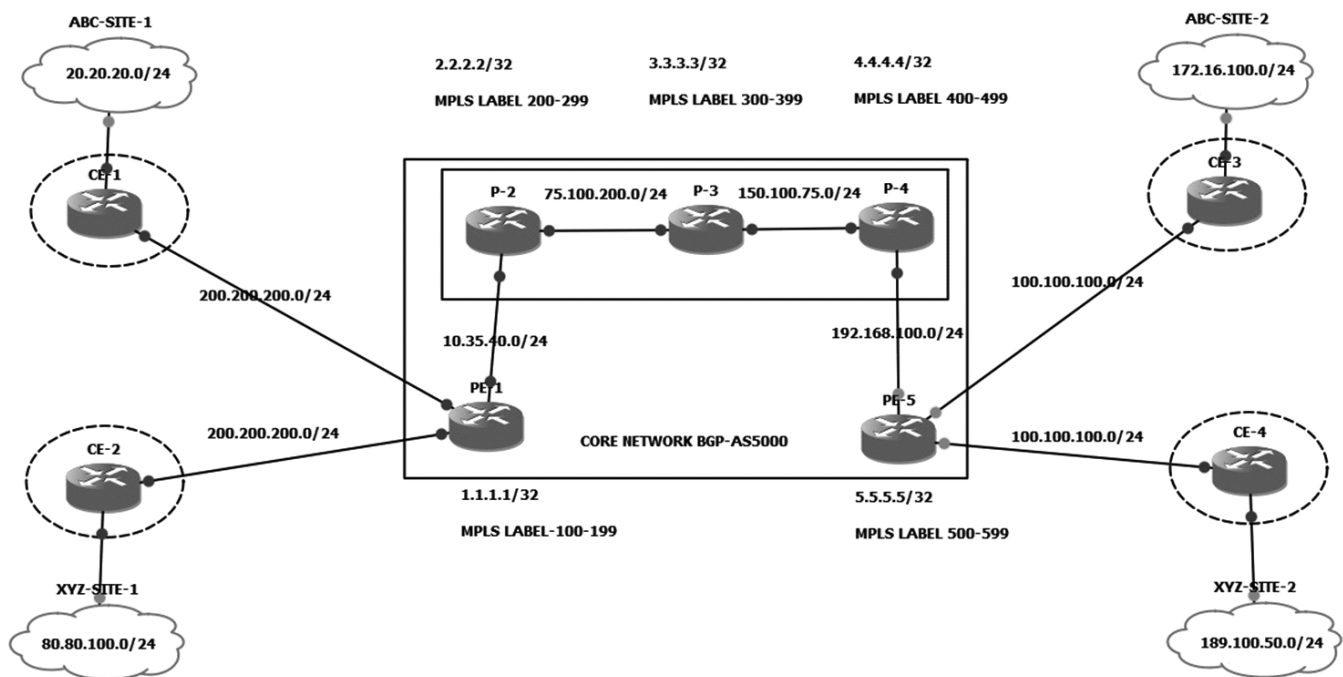 ABC-SITE-1
20.20.20.0/24
ABC-SITE-2
172.16.100.0/24
2.2.2.2/32
MPLS LABEL 200-299
3.3.3.3/32
MPLS LABEL 300-399
4.4.4.4/32
MPLS LABEL 400-499
CE-1
CE-3
P-2
75.100.200.0/24
P-3
150.100.75.0/24
P-4
200.200.200.0/24
100.100.100.0/24
10.35.40.0/24
192.168.100.0/24
PE-1
PE-5
200.200.200.0/24
CORE NETWORK BGP-AS5000
100.100.100.0/24
CE-2
CE-4
1.1.1.1/32
MPLS LABEL-100-199
5.5.5.5/32
MPLS LABEL 500-599
XYZ-SITE-1
80.80.100.0/24
XYZ-SITE-2
189.100.50.0/24